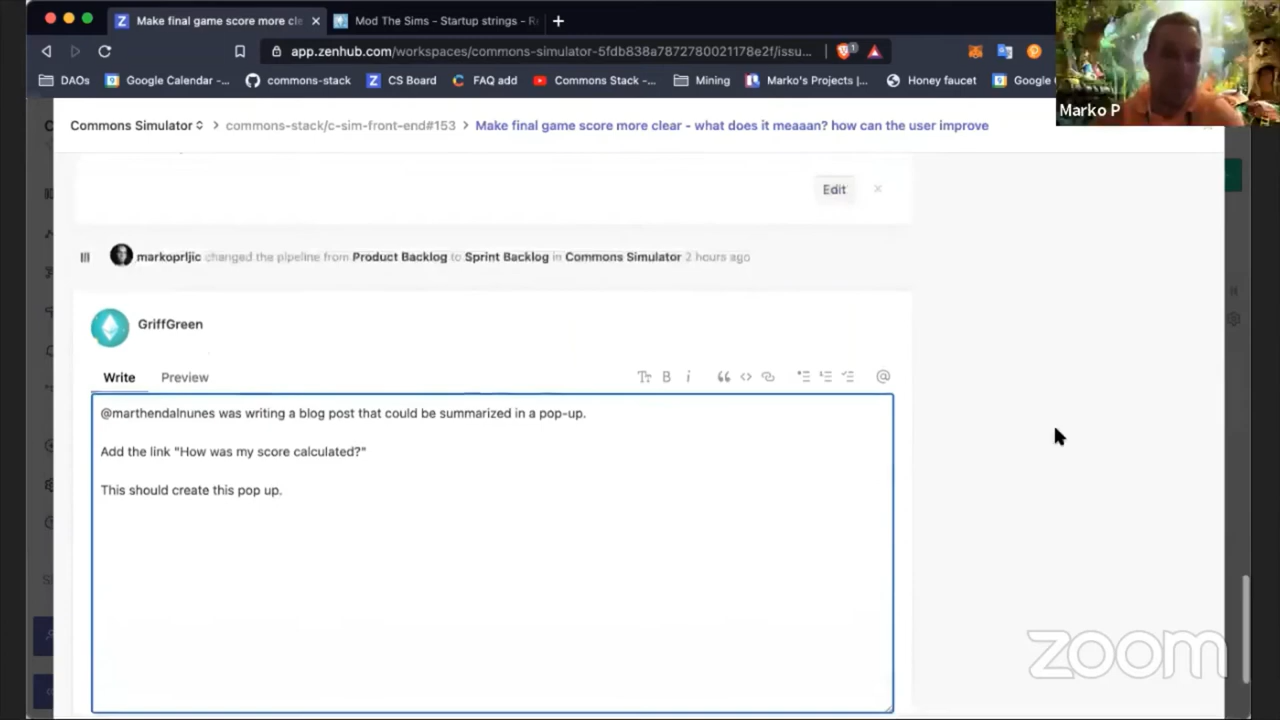 Make final game score more cle
Mod The Sims - Startup strings - R
app.zenhub.com/workspaces/commons-simulator-5fdb838a7872780021178e2f/issu...
DAOs
Google Calendar -...
commons-stack
CS Board
FAQ add
Commons Stack -...
Mining
Marko's Projects |...
Honey faucet
Google
Marko P
Commons Simulator > commons-stack/c-sim-front-end#153 > Make final game score more clear - what does it meaaan? how can the user improve
Edit
markoprljic changed the pipeline from Product Backlog to Sprint Backlog in Commons Simulator 2 hours ago
GriffGreen
Write Preview
@marthendalnunes was writing a blog post that could be summarized in a pop-up.
Add the link "How was my score calculated?"
This should create this pop up.
zoom